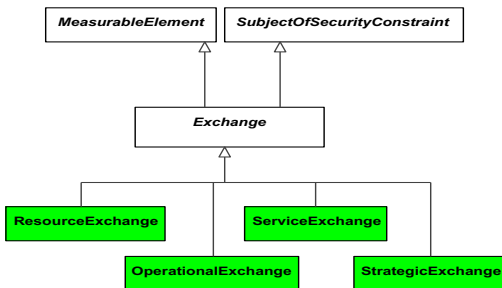 MeasurableElement
SubjectOfSecurityConstraint
Exchange
ResourceExchange
ServiceExchange
OperationalExchange
StrategicExchange